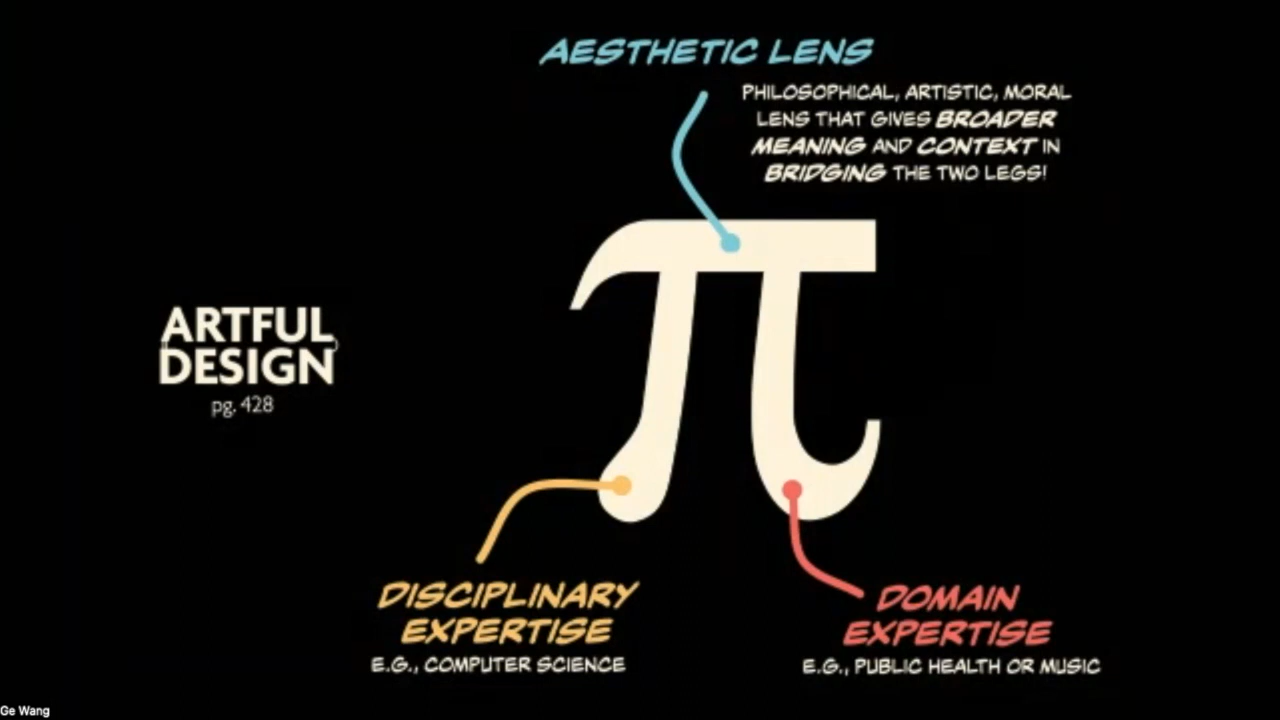 AESTHETIC LENS
PHILOSOPHICAL, ARTISTIC, MORAL
LENS THAT GIVES BROADER
MEANING AND CONTEXT IN
BRIDGING THE TWO LEGS!
π
ARTFUL
DESIGN
pg. 428
DISCIPLINARY
EXPERTISE
E.G., COMPUTER SCIENCE
DOMAIN
EXPERTISE
E.G., PUBLIC HEALTH OR MUSIC
Ge Wang